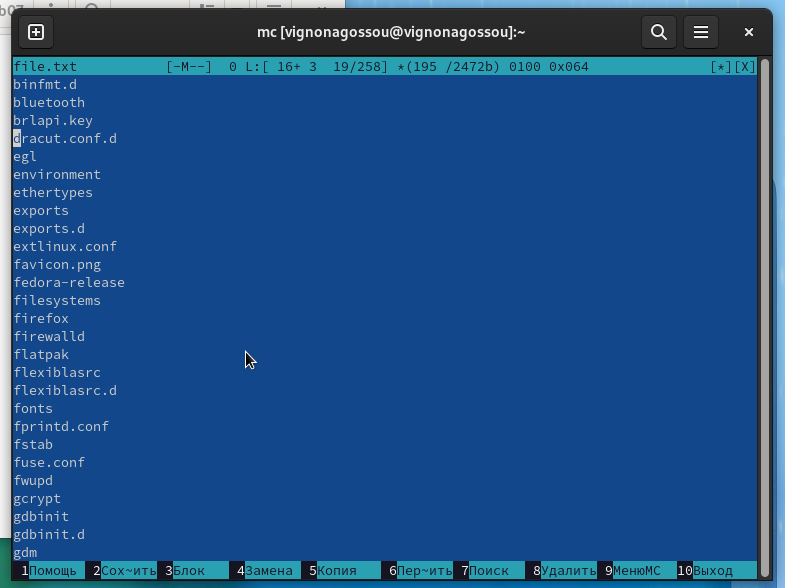 mc [vignonagossou@vignonagossou]:~
file.txt [-M--] 0 L:[ 16+ 3 19/258] *(195 /2472b) 0100 0x064 [*][X]
binfmt.d
bluetooth
brlapi.key
dracut.conf.d
egl
environment
ethertypes
exports
exports.d
extlinux.conf
favicon.png
fedora-release
filesystems
firefox
firewalld
flatpak
flexiblasrc
flexiblasrc.d
fonts
fprintd.conf
fstab
fuse.conf
fwupd
gcrypt
gdbinit
gdbinit.d
gdm
1Помощь 2Сох~ить 3Блок 4Замена 5Копия 6Пер~ить 7Поиск 8Удалить 9МенюMC 10Выход